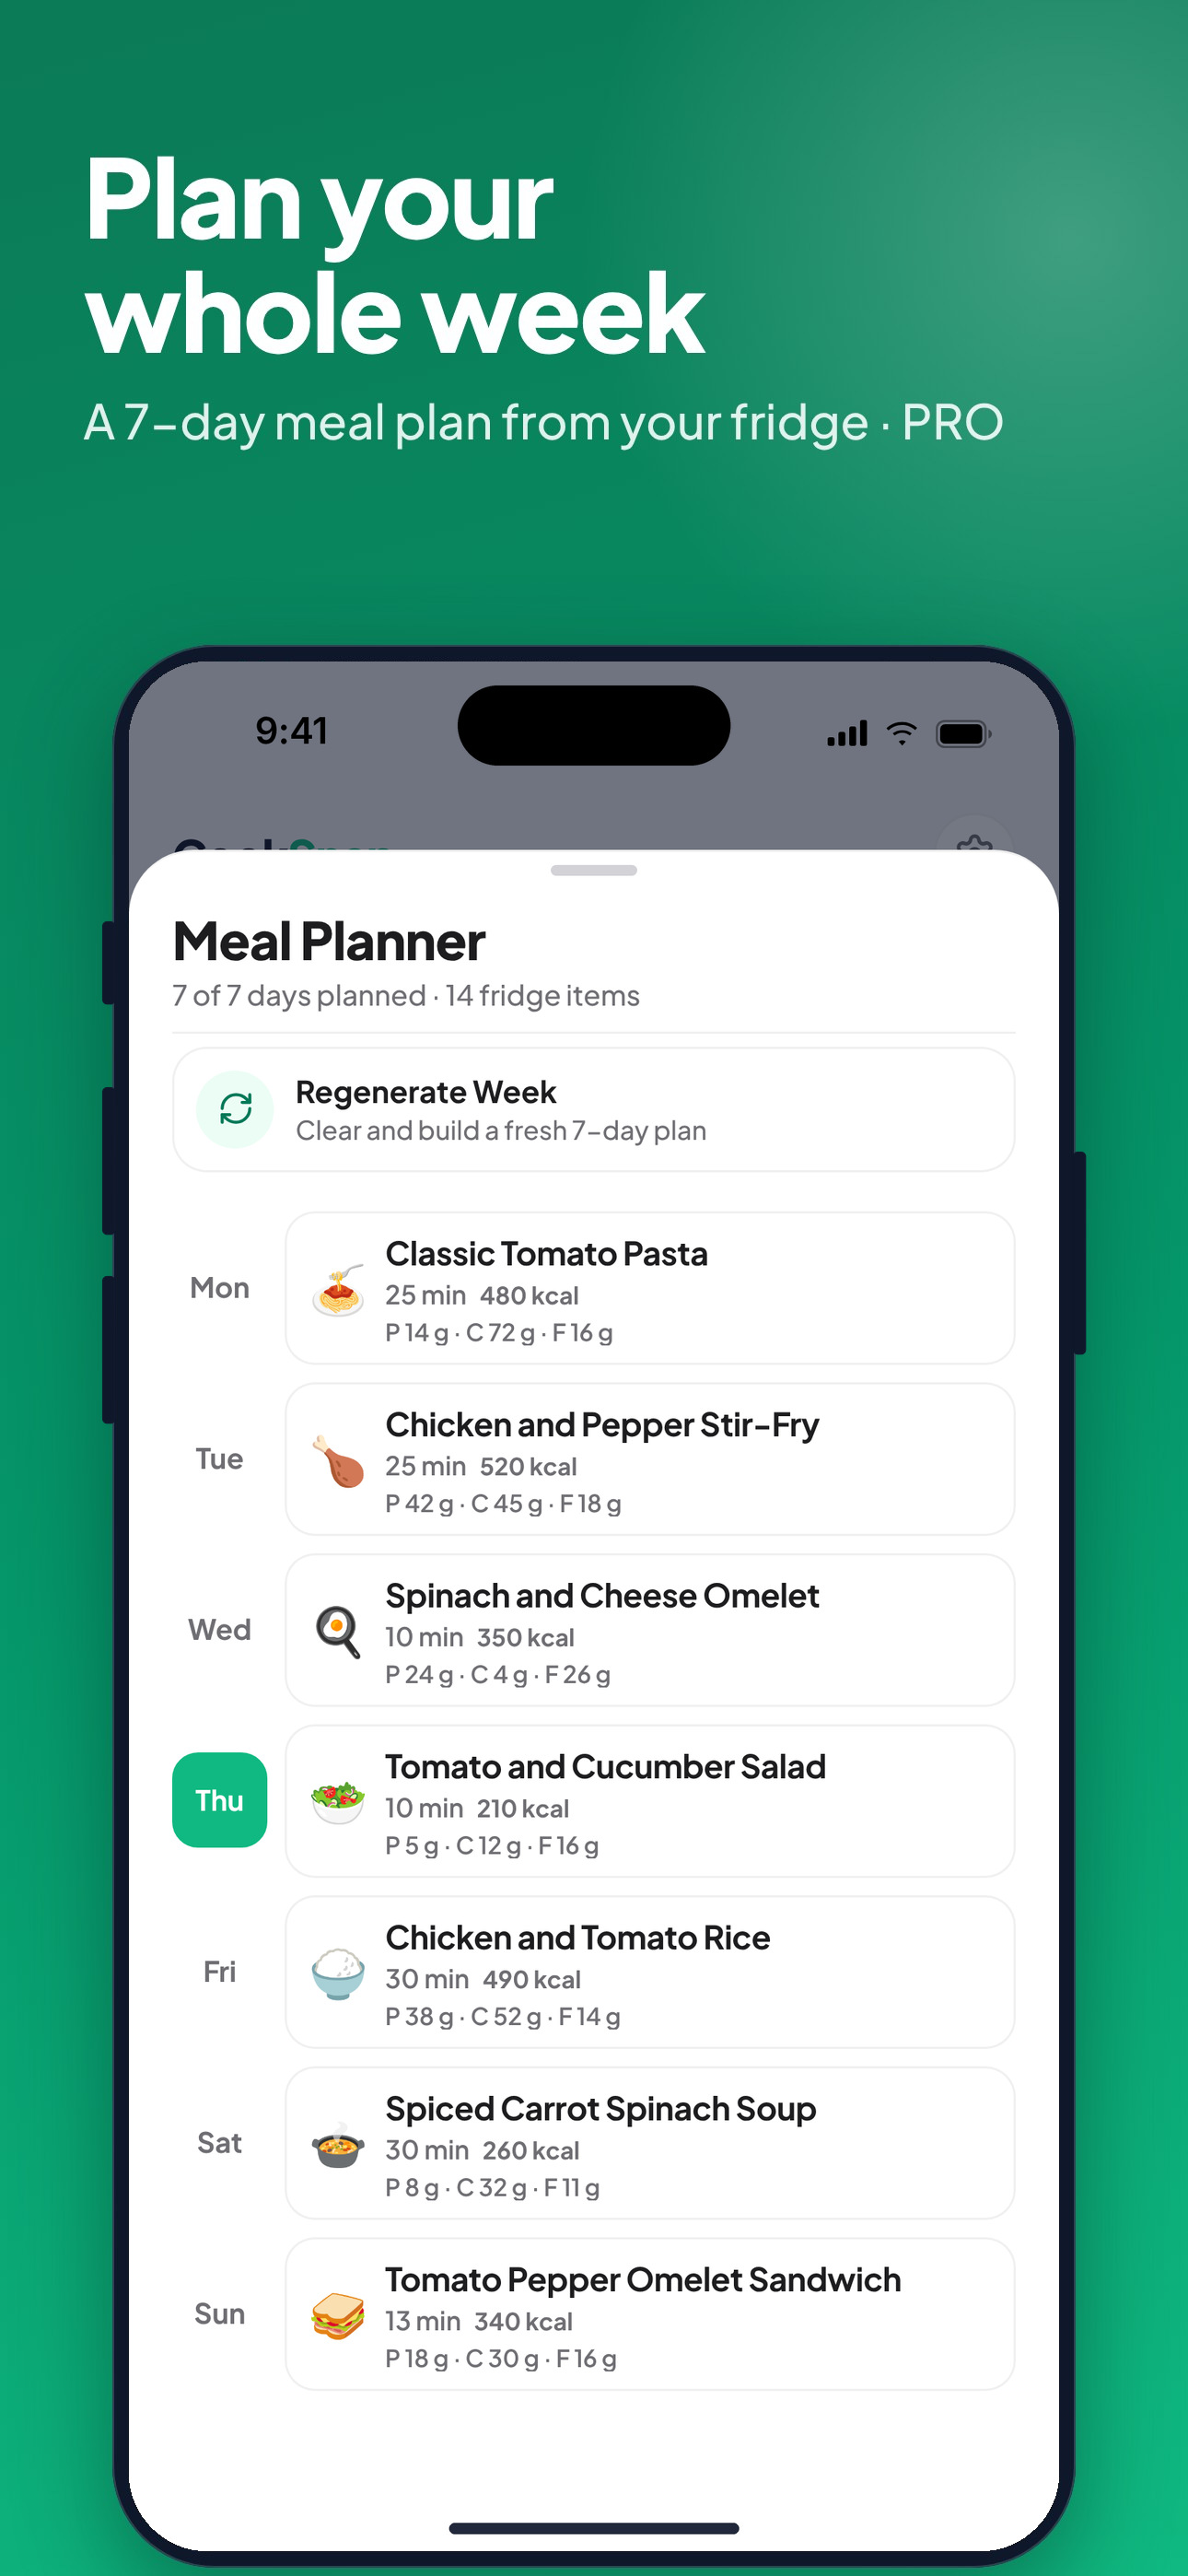 Plan your
whole week
A 7-day meal plan from your fridge · PRO
9:41
Meal Planner
7 of 7 days planned · 14 fridge items
Regenerate Week
Clear and build a fresh 7-day plan
Mon
Classic Tomato Pasta
25 min 480 kcal
P 14 g · C 72 g · F 16 g
Tue
Chicken and Pepper Stir-Fry
25 min 520 kcal
P 42 g · C 45 g · F 18 g
Wed
Spinach and Cheese Omelet
10 min 350 kcal
P 24 g · C 4 g · F 26 g
Thu
Tomato and Cucumber Salad
10 min 210 kcal
P 5 g · C 12 g · F 16 g
Fri
Chicken and Tomato Rice
30 min 490 kcal
P 38 g · C 52 g · F 14 g
Sat
Spiced Carrot Spinach Soup
30 min 260 kcal
P 8 g · C 32 g · F 11 g
Sun
Tomato Pepper Omelet Sandwich
13 min 340 kcal
P 18 g · C 30 g · F 16 g